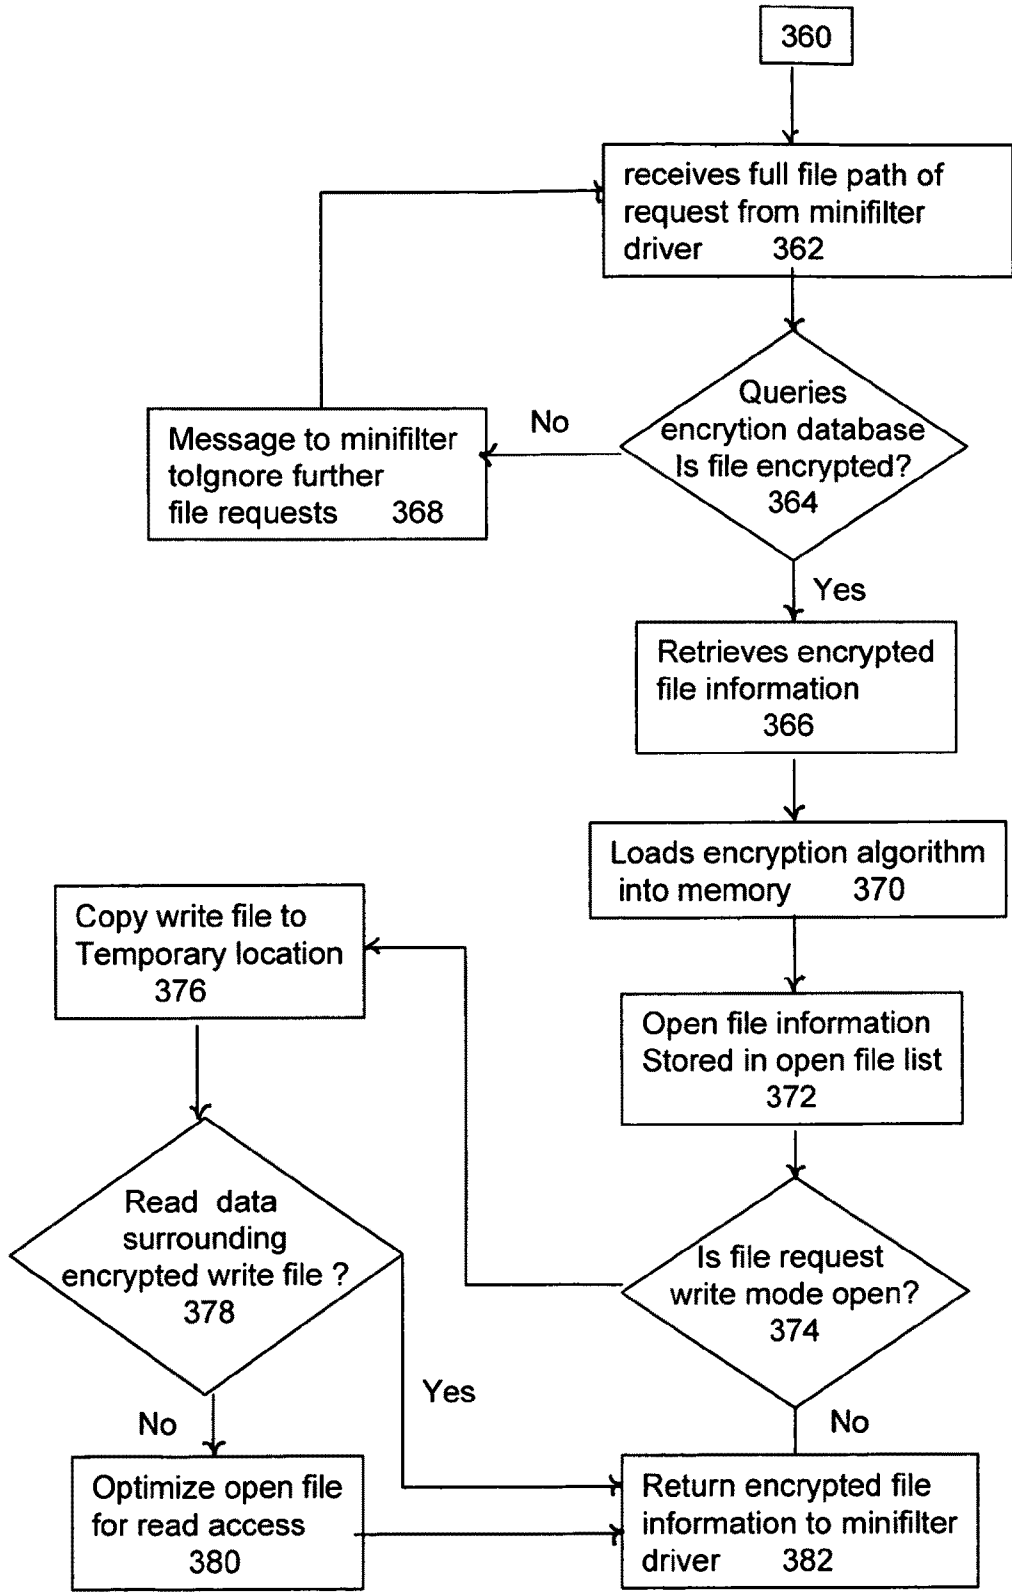 360
receives full file path of
request from minifilter
driver 362
Queries
encrytion database
Is file encrypted?
364
No
Message to minifilter
toIgnore further
file requests 368
Yes
Retrieves encrypted
file information
366
Loads encryption algorithm
into memory 370
Open file information
Stored in open file list
372
Is file request
write mode open?
374
Copy write file to
Temporary location
376
Read data
surrounding
encrypted write file ?
378
Yes
No
No
Optimize open file
for read access
380
Return encrypted file
information to minifilter
driver 382